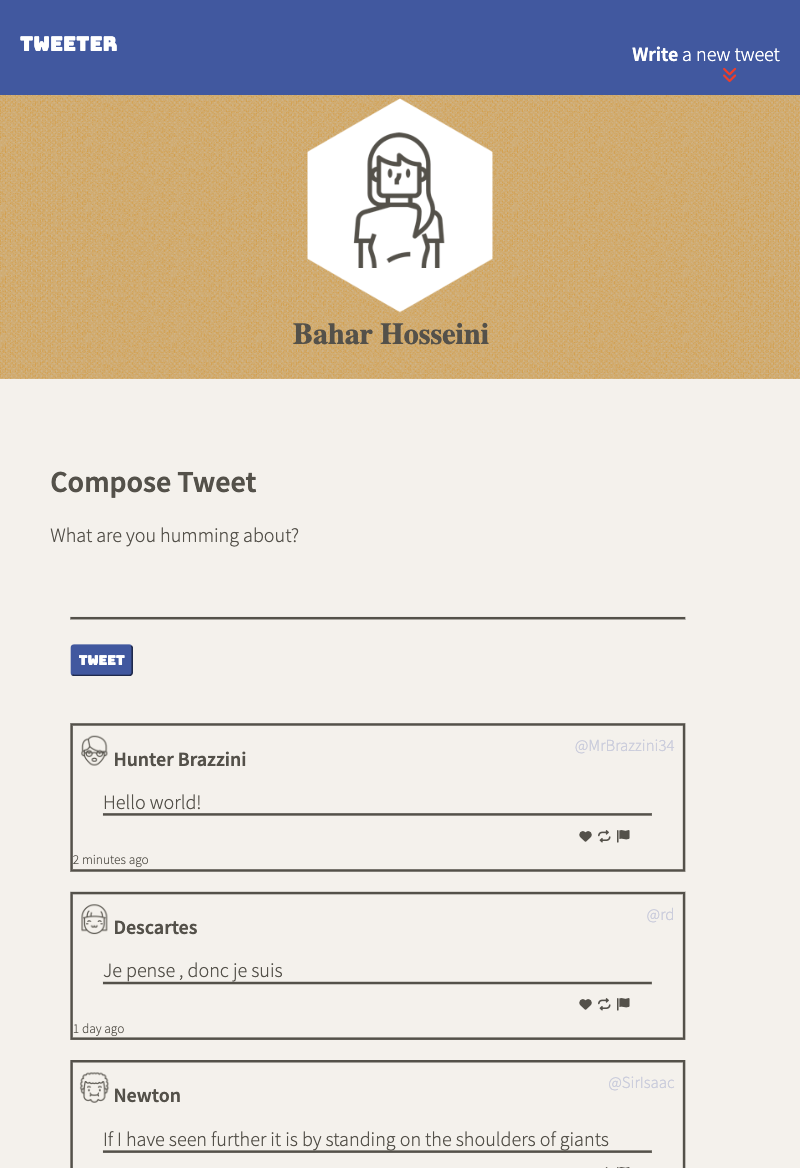 TWEETER
Write a new tweet
Bahar Hosseini
Compose Tweet
What are you humming about?
TWEET
Hunter Brazzini
@MrBrazzini34
Hello world!
2 minutes ago
Descartes
@rd
Je pense , donc je suis
1 day ago
Newton
@SirIsaac
If I have seen further it is by standing on the shoulders of giants